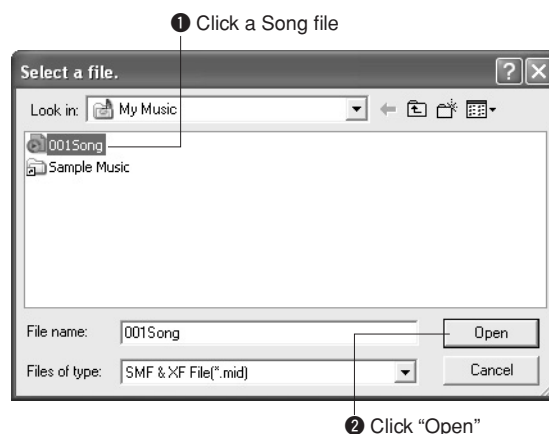 ❶ Click a Song file
Select a file.
Look in: My Music
001Song
Sample Music
File name: 001Song Open
Files of type: SMF & XF File(*.mid) Cancel
❷ Click “Open”